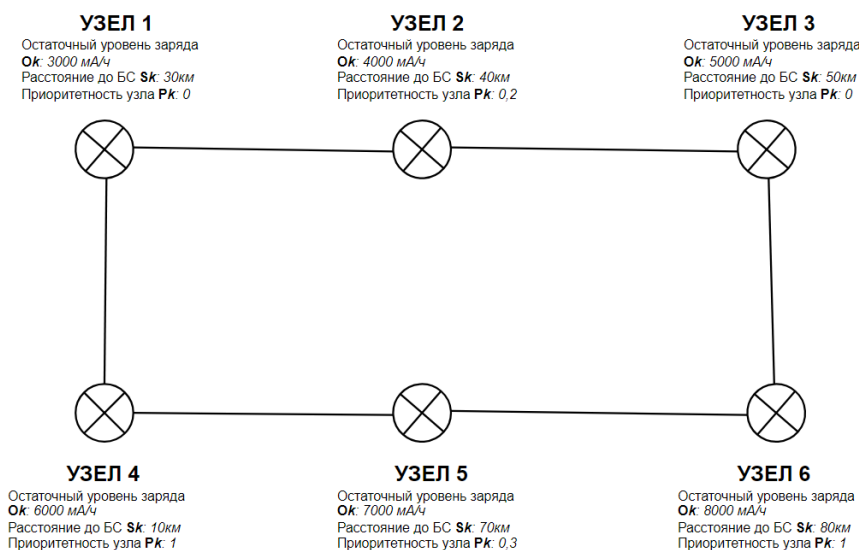 УЗЕЛ 1
Остаточный уровень заряда
Ok: 3000 мА/ч
Расстояние до БС Sk: 30км
Приоритетность узла Pk: 0
УЗЕЛ 2
Остаточный уровень заряда
Ok: 4000 мА/ч
Расстояние до БС Sk: 40км
Приоритетность узла Pk: 0,2
УЗЕЛ 3
Остаточный уровень заряда
Ok: 5000 мА/ч
Расстояние до БС Sk: 50км
Приоритетность узла Pk: 0
УЗЕЛ 4
Остаточный уровень заряда
Ok: 6000 мА/ч
Расстояние до БС Sk: 10км
Приоритетность узла Pk: 1
УЗЕЛ 5
Остаточный уровень заряда
Ok: 7000 мА/ч
Расстояние до БС Sk: 70км
Приоритетность узла Pk: 0,3
УЗЕЛ 6
Остаточный уровень заряда
Ok: 8000 мА/ч
Расстояние до БС Sk: 80км
Приоритетность узла Pk: 1